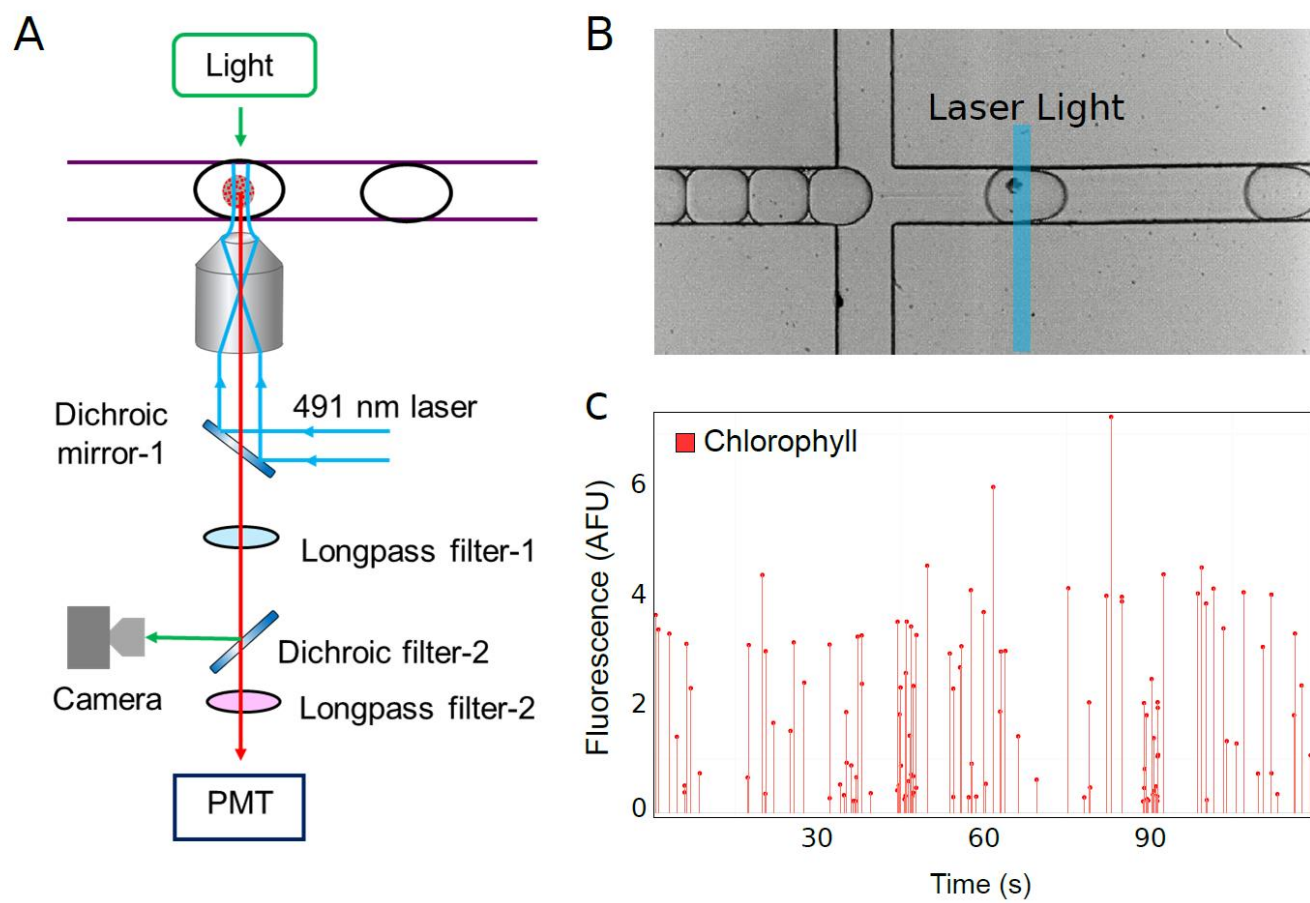 A
Light
491 nm laser
Dichroic
mirror-1
Longpass filter-1
Dichroic filter-2
Camera
Longpass filter-2
PMT
B
Laser Light
C
Chlorophyll
Fluorescence (AFU)
6
4
2
0
30 60 90
Time (s)